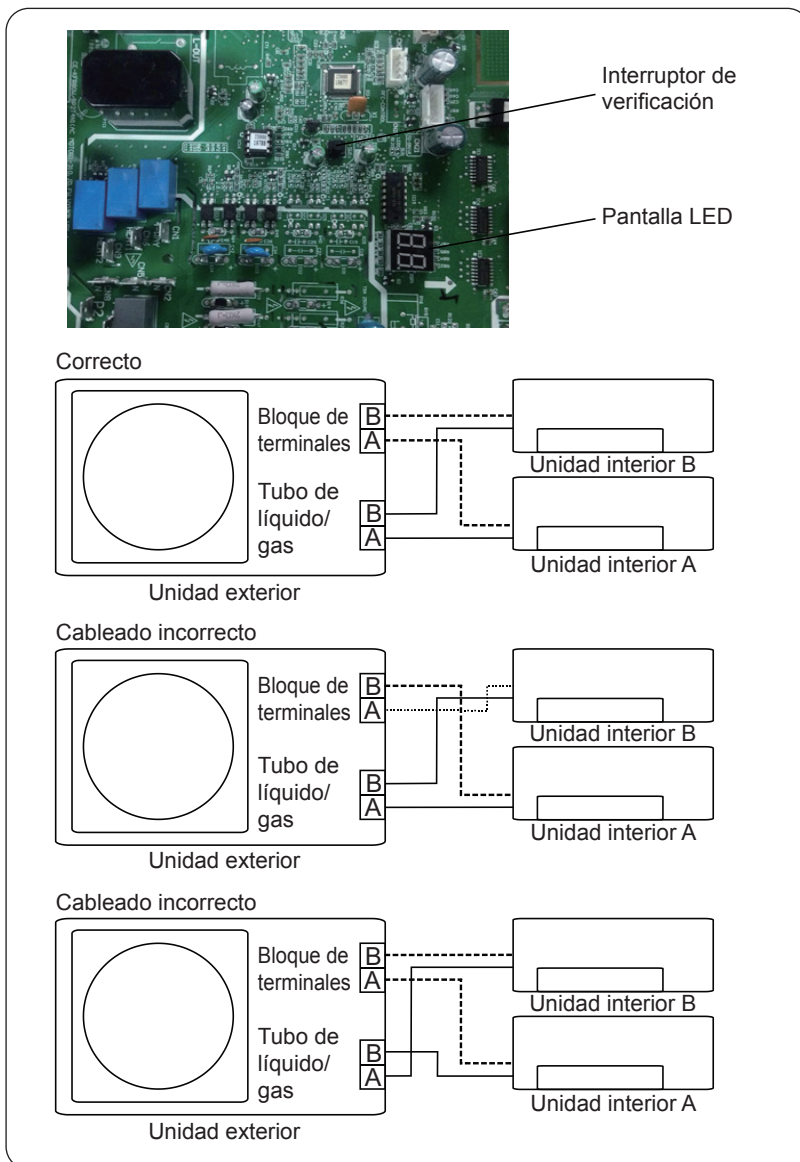 Interruptor de
verificación
Pantalla LED
Correcto
Bloque de
terminales
B
A
Tubo de
líquido/
gas
B
A
Unidad exterior
Unidad interior B
Unidad interior A
Cableado incorrecto
Bloque de
terminales
B
A
Tubo de
líquido/
gas
B
A
Unidad exterior
Unidad interior B
Unidad interior A
Cableado incorrecto
Bloque de
terminales
B
A
Tubo de
líquido/
gas
B
A
Unidad exterior
Unidad interior B
Unidad interior A